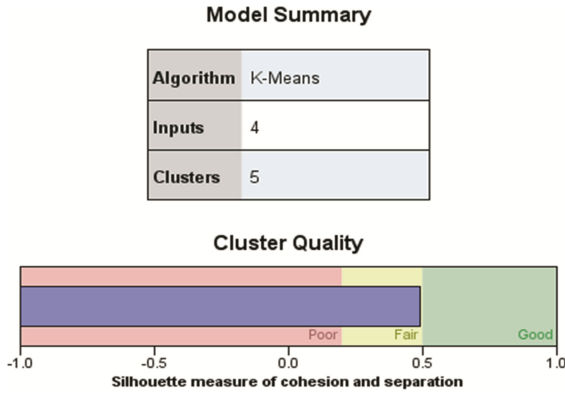 Model Summary
Algorithm K-Means
Inputs 4
Clusters 5
Cluster Quality
Poor Fair Good
-1.0 -0.5 0.0 0.5 1.0
Silhouette measure of cohesion and separation